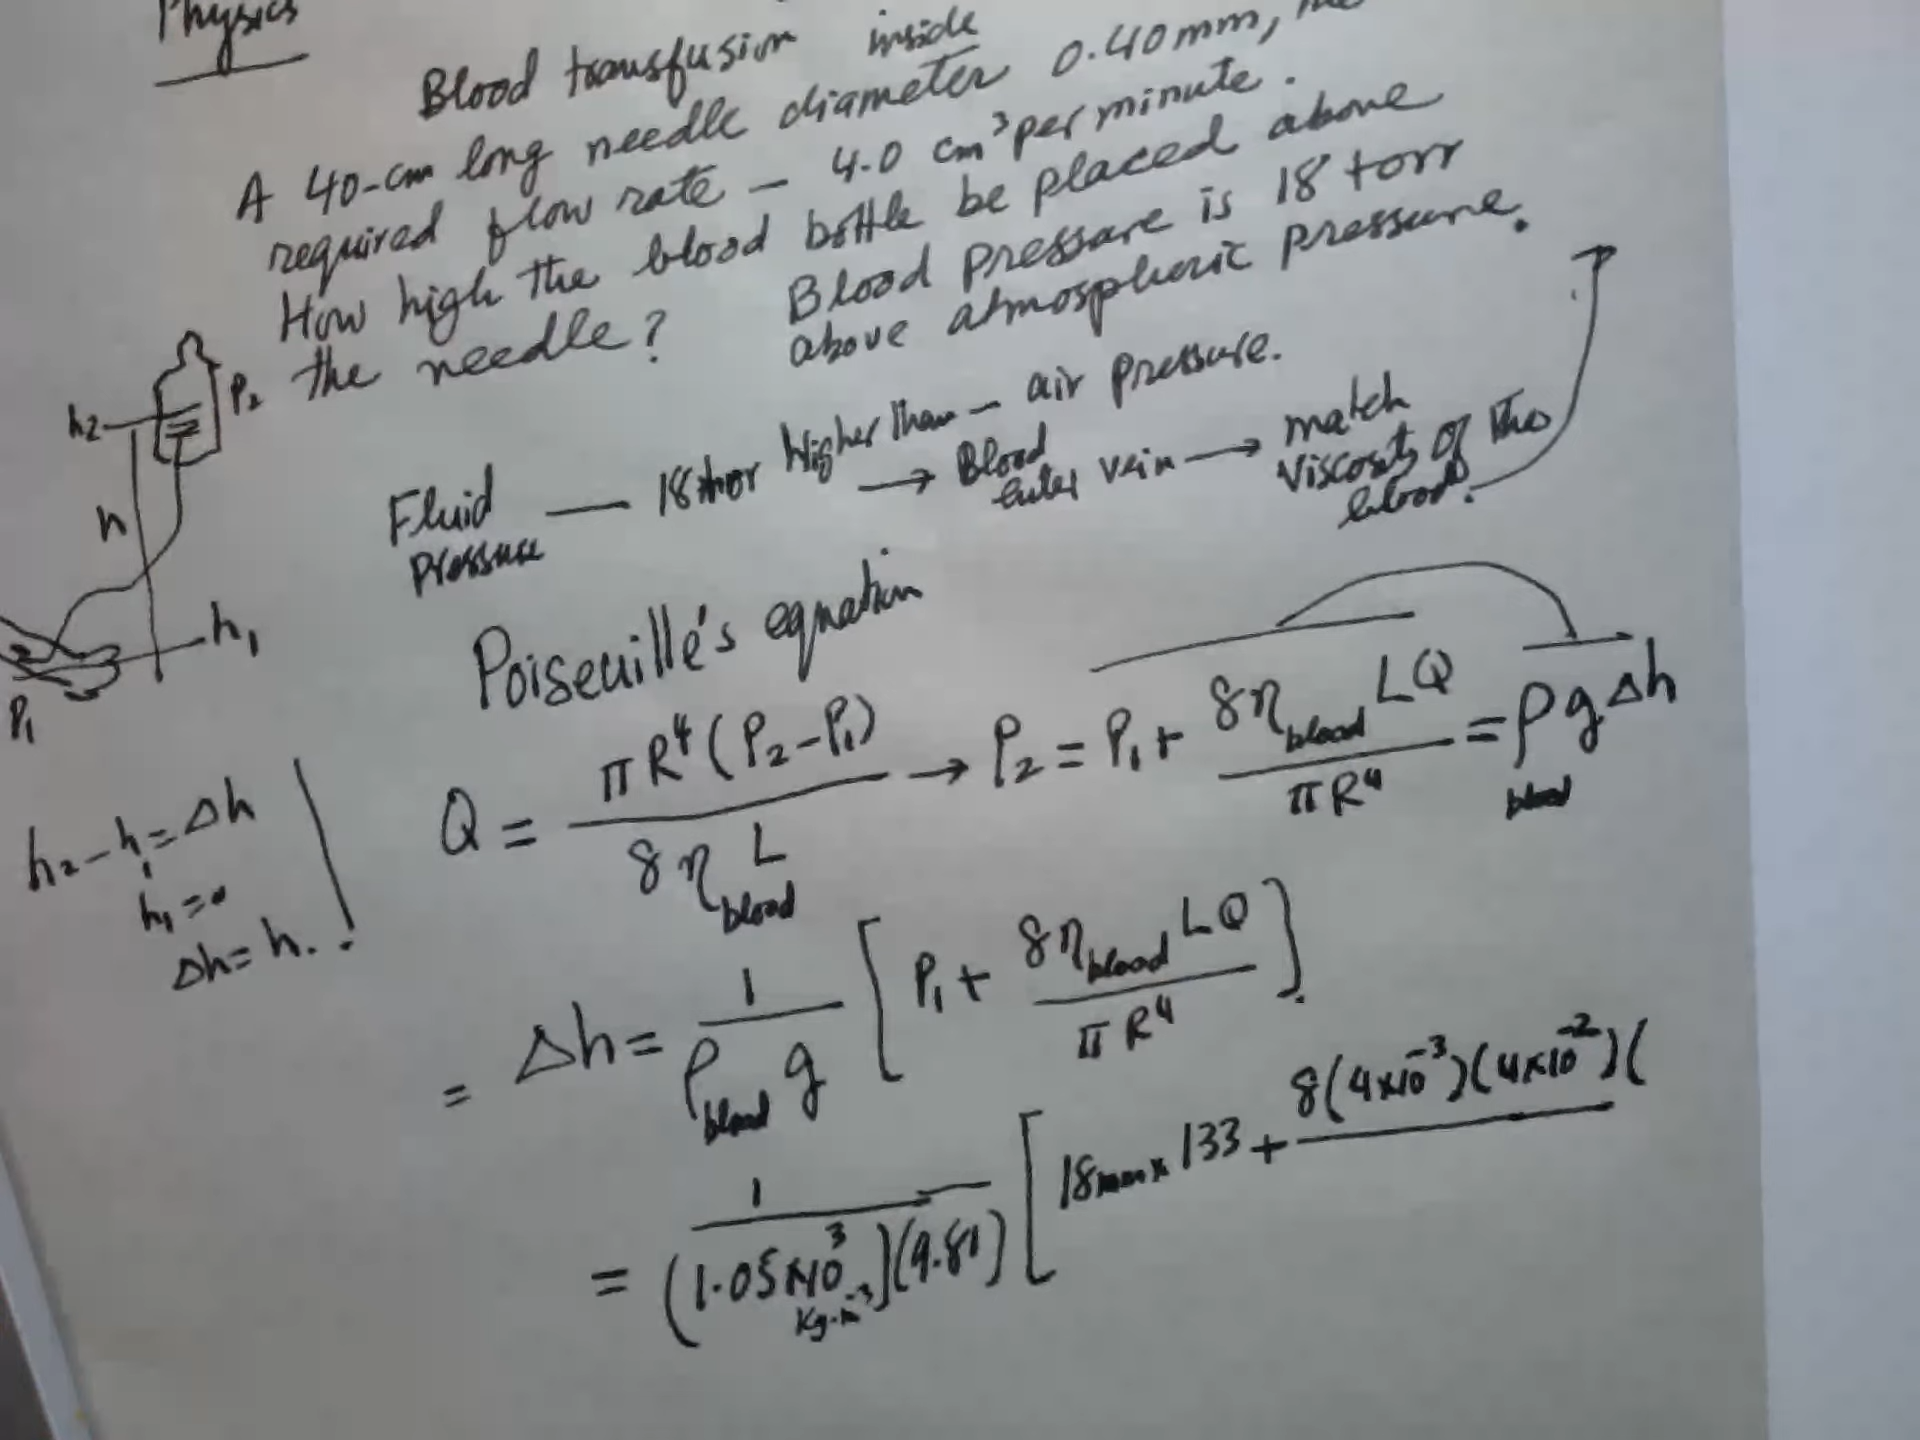 Physics
Blood transfusion
A 40-cm long needle inside diameter 0.40mm,
required flow rate – 4.0 cm³ per minute.
How high the blood bottle be placed above
the needle? Blood pressure is 18 torr
above atmospheric pressure.
h₂ P₂
h
h₁
P₁
Fluid pressure — 18 higher than – air pressure.
→ Blood enter vein → match
viscosity of the
blood.
Poiseuille's equation
Q = πR⁴(P₂-P₁) / 8η_blood L → P₂ = P₁ + 8η_blood LQ / πR⁴ = ρ_blood g Δh
h₂-h₁ = Δh
h₁ = 0
Δh = h.
= Δh = 1 / ρ_blood g [P₁ + 8η_blood LQ / πR⁴].
= 1 / (1.05×10³ kg·m⁻³)(9.81) [18mm × 133 + 8(4×10⁻³)(4×10⁻²)(